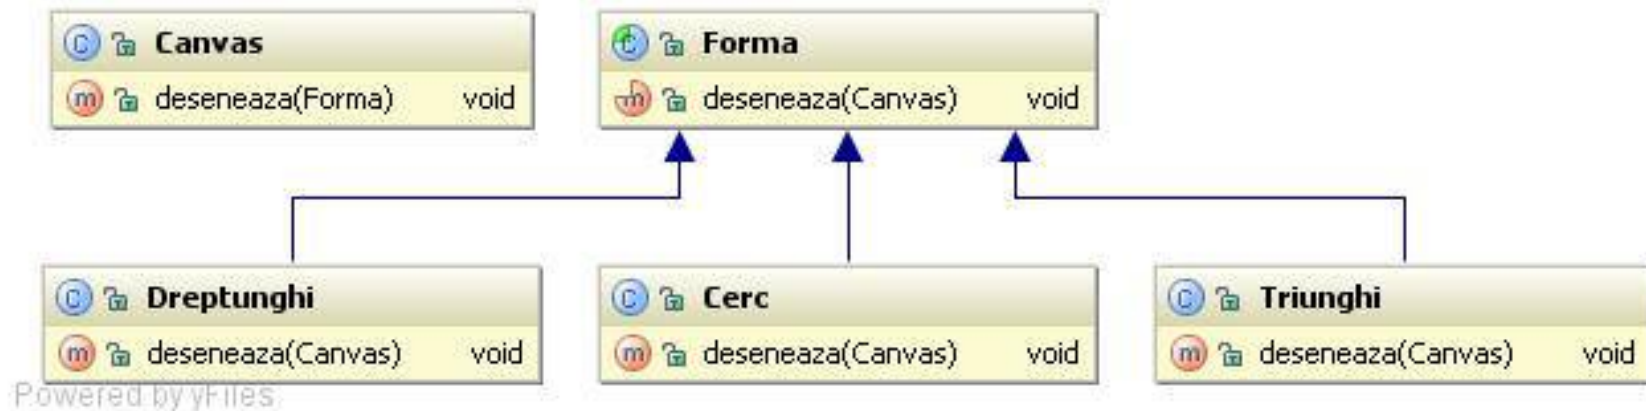 Canvas
deseneaza(Forma) void
Forma
deseneaza(Canvas) void
Dreptunghi
deseneaza(Canvas) void
Cerc
deseneaza(Canvas) void
Triunghi
deseneaza(Canvas) void
Powered by yFiles